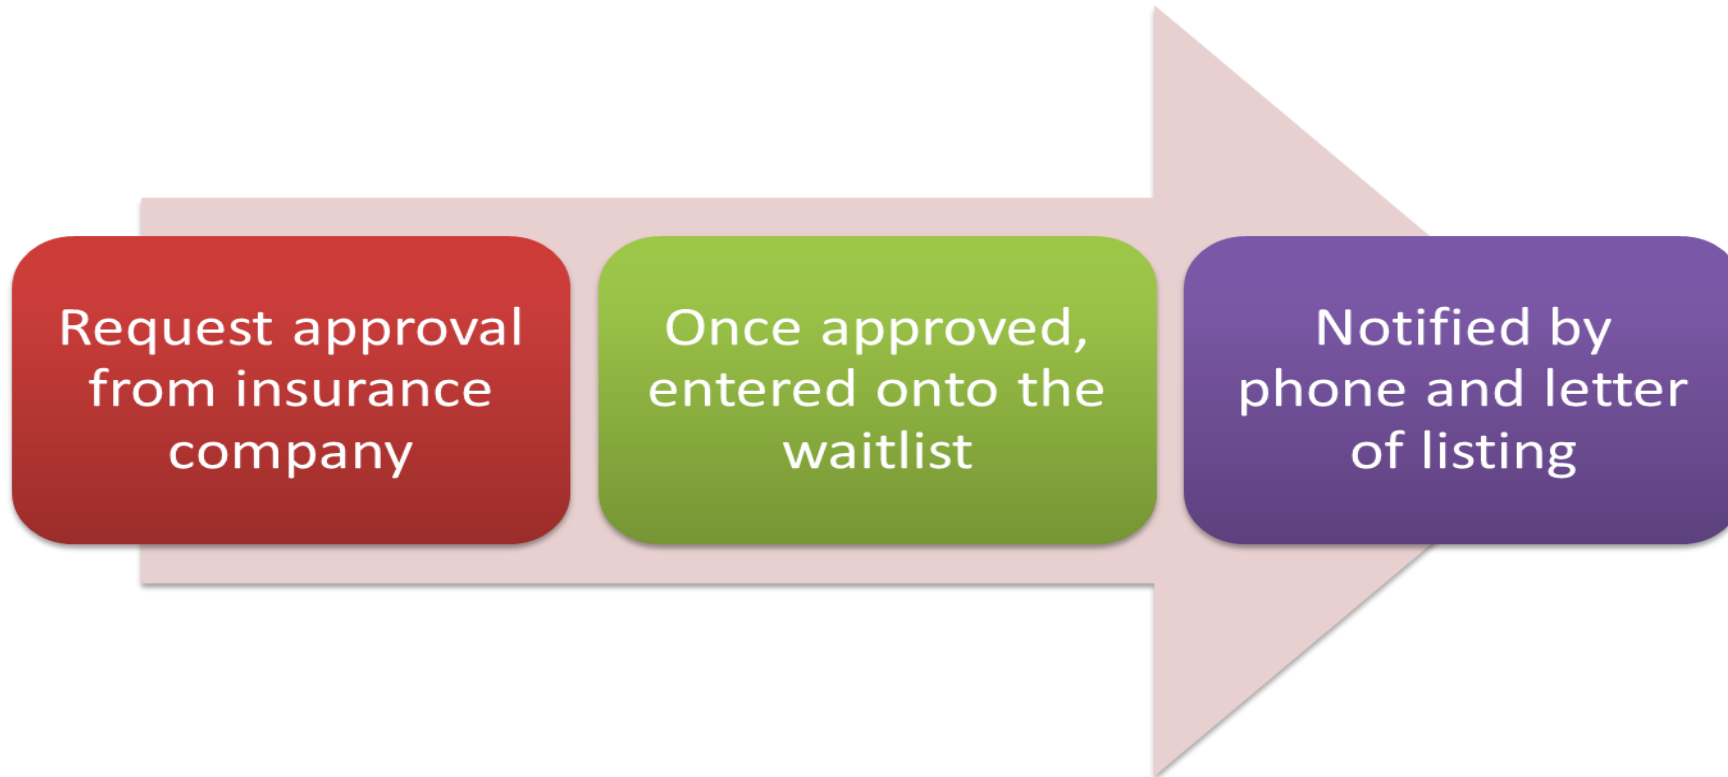 Request approval
from insurance
company
Once approved,
entered onto the
waitlist
Notified by
phone and letter
of listing